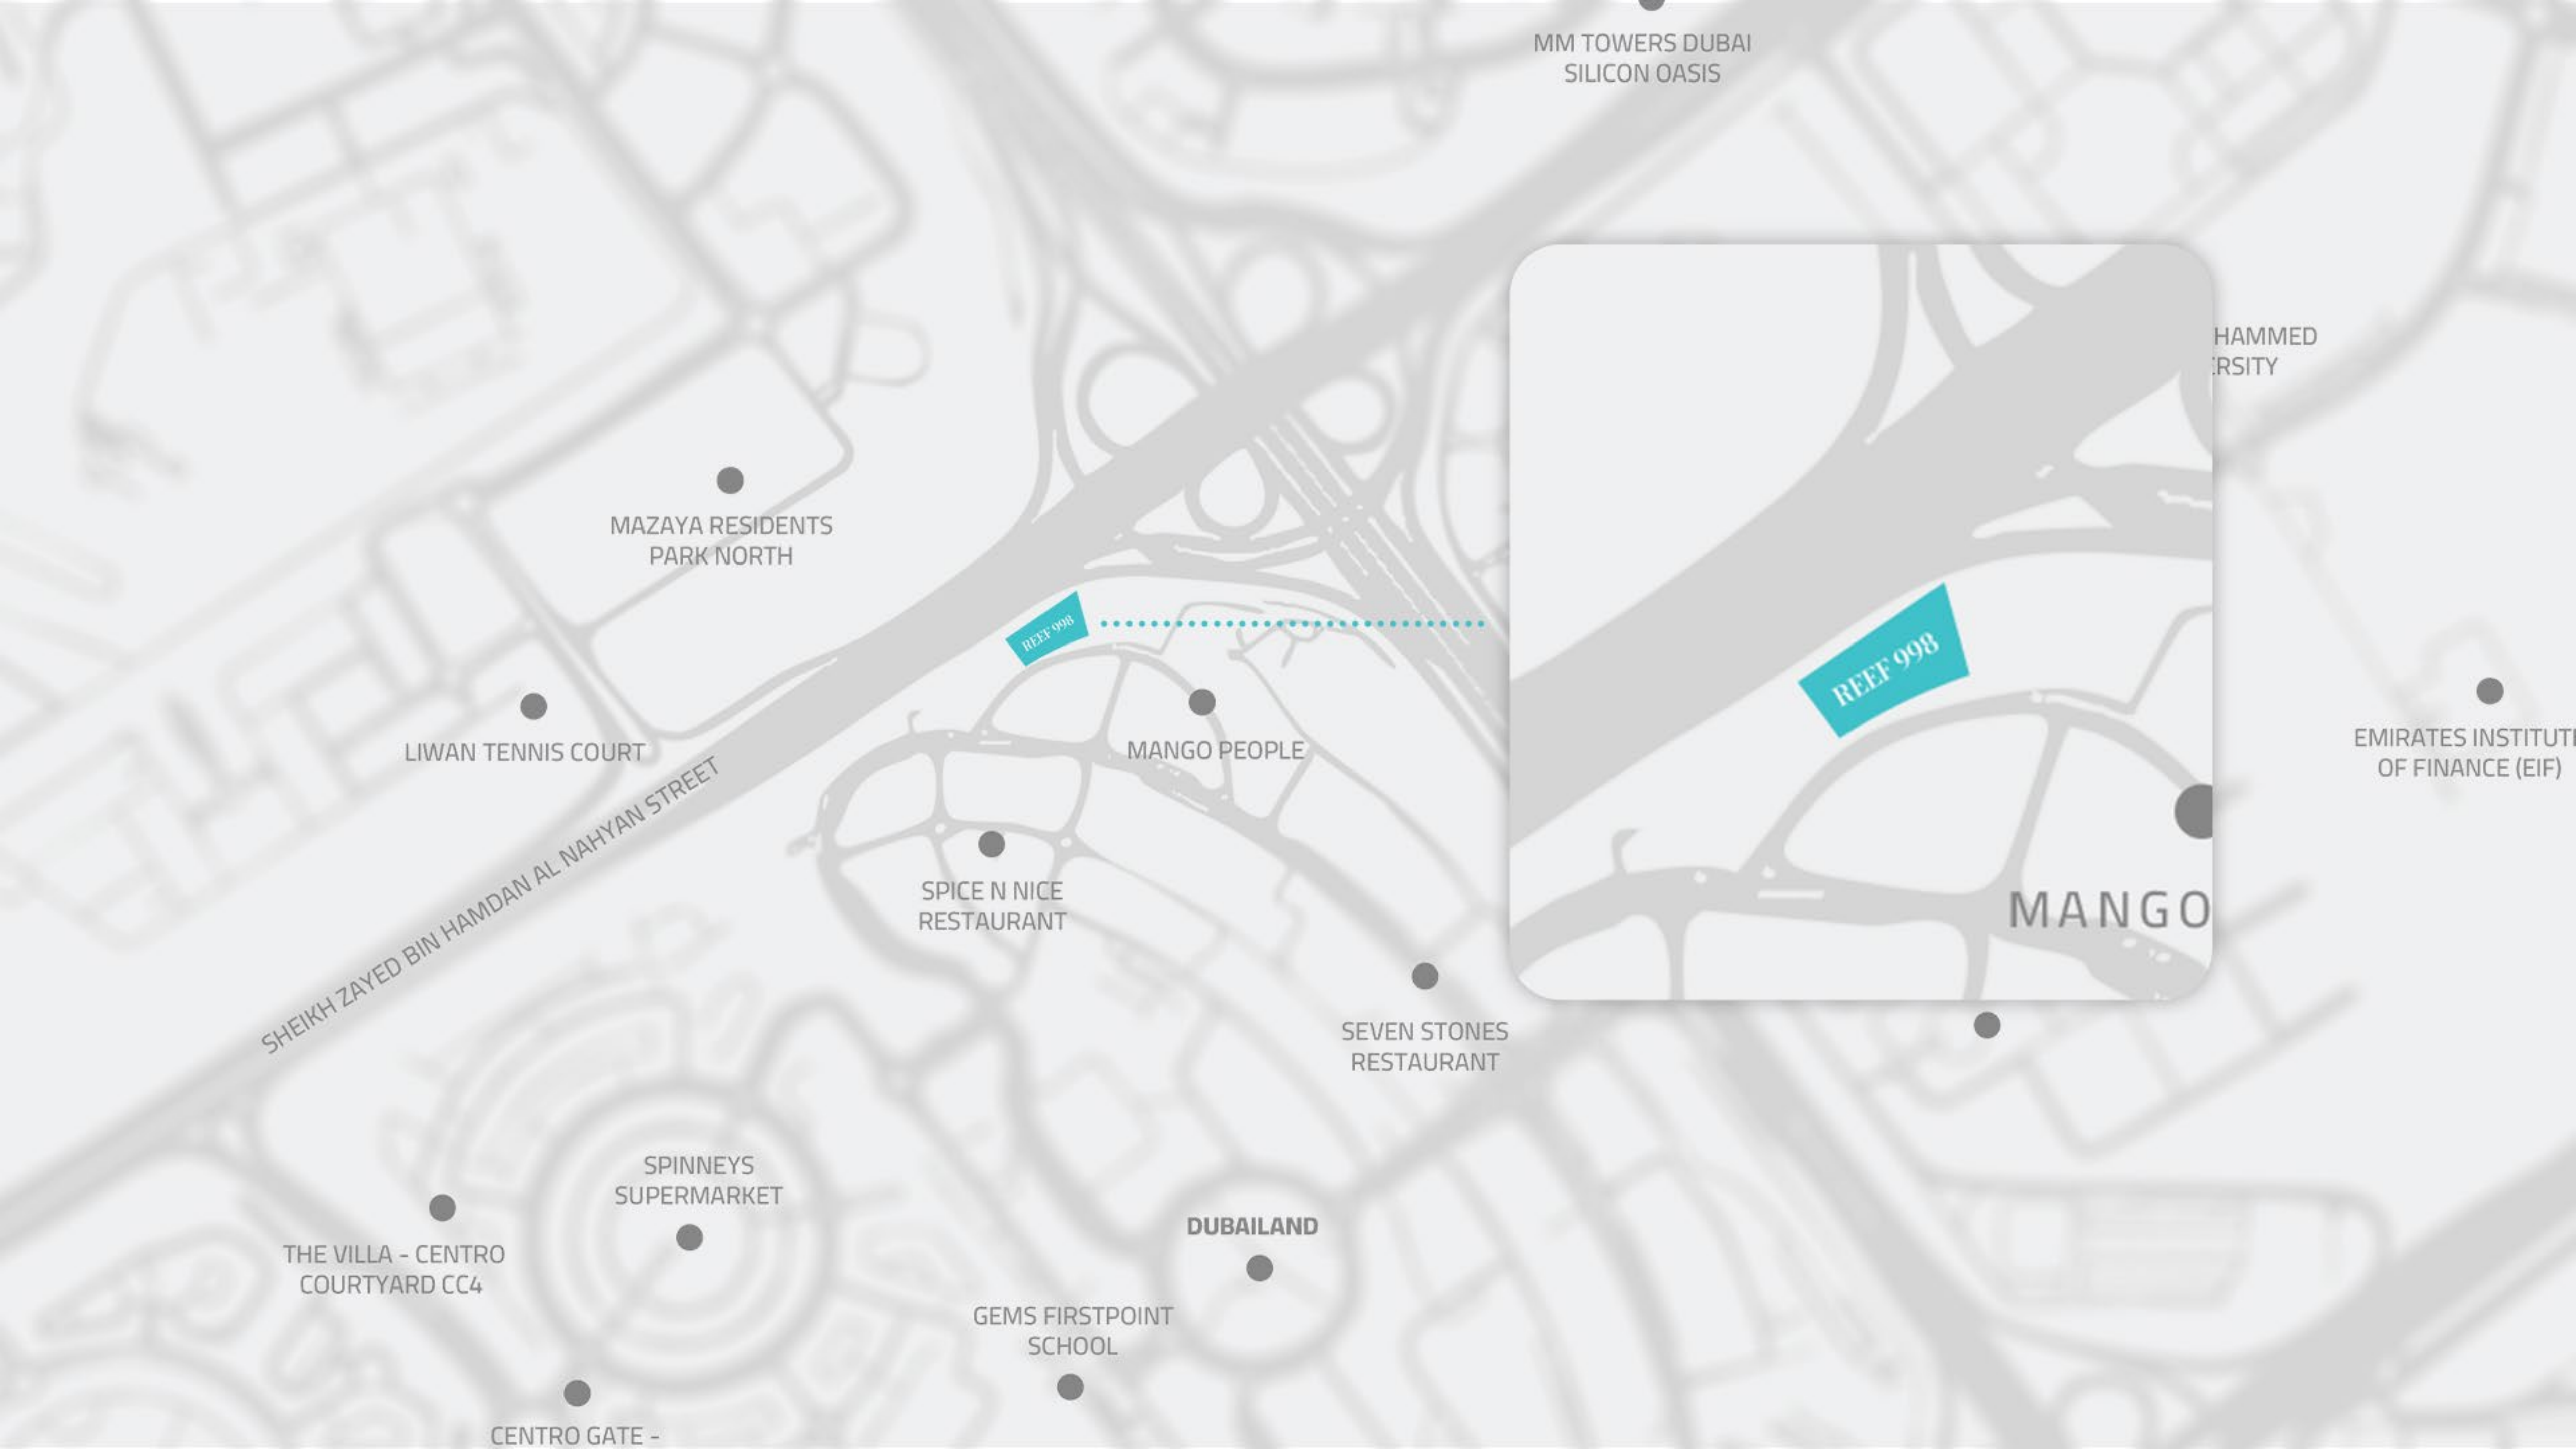 MM TOWERS DUBAI
SILICON OASIS
HAMMED
RSITY
MAZAYA RESIDENTS
PARK NORTH
REEF 998
REEF 998
LIWAN TENNIS COURT
MANGO PEOPLE
EMIRATES INSTITUT
OF FINANCE (EIF)
SHEIKH ZAYED BIN HAMDAN AL NAHYAN STREET
SPICE N NICE
RESTAURANT
MANGO
SEVEN STONES
RESTAURANT
SPINNEYS
SUPERMARKET
DUBAILAND
THE VILLA - CENTRO
COURTYARD CC4
GEMS FIRSTPOINT
SCHOOL
CENTRO GATE -